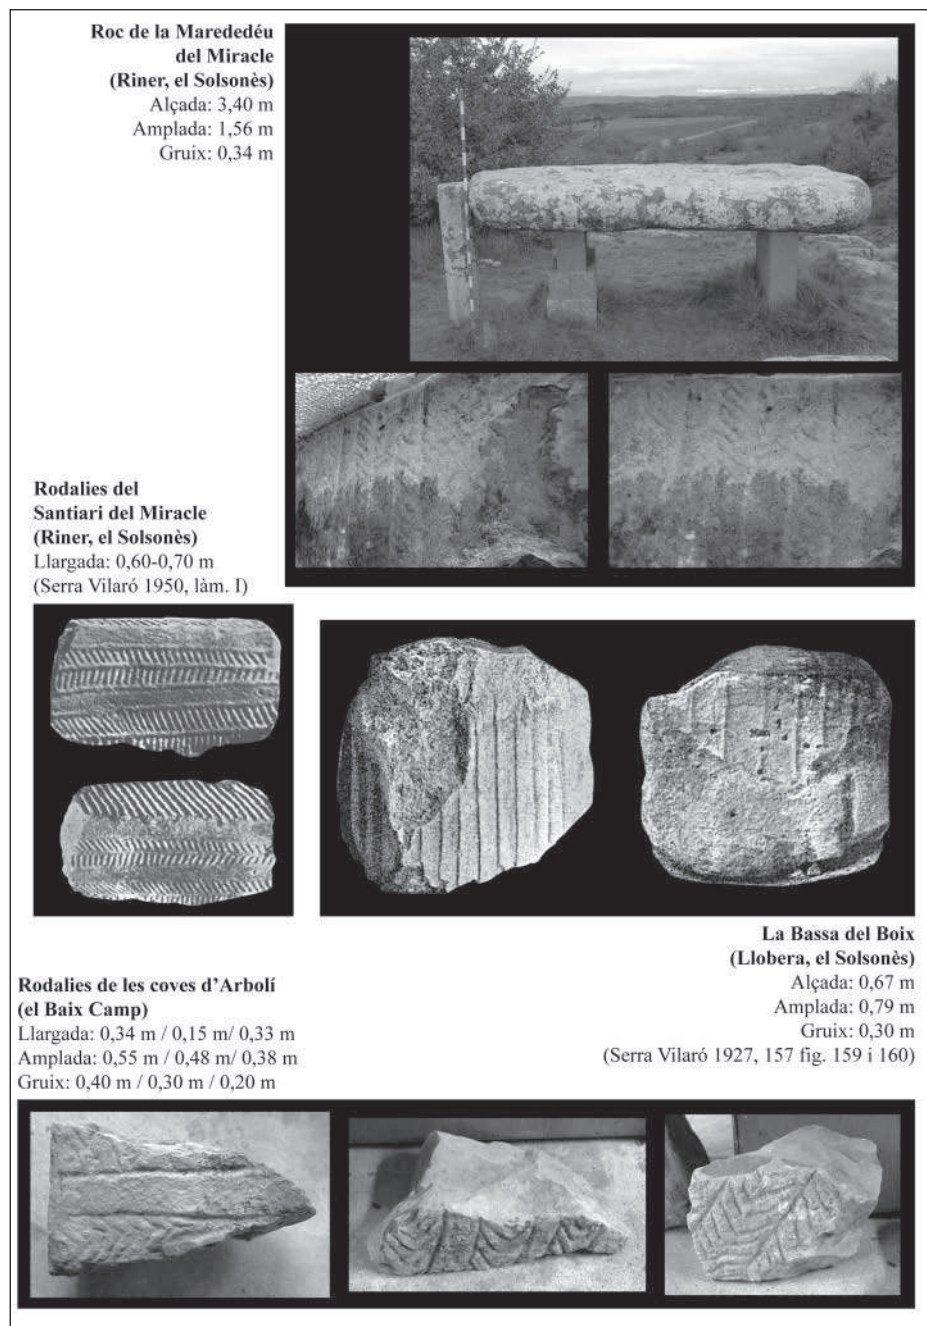 Roc de la Marededéu
del Miracle
(Riner, el Solsonès)
Alçada: 3,40 m
Amplada: 1,56 m
Gruix: 0,34 m
Rodalies del
Santiari del Miracle
(Riner, el Solsonès)
Llargada: 0,60-0,70 m
(Serra Vilaró 1950, làm. I)
La Bassa del Boix
(Llobera, el Solsonès)
Alçada: 0,67 m
Amplada: 0,79 m
Gruix: 0,30 m
(Serra Vilaró 1927, 157 fig. 159 i 160)
Rodalies de les coves d’Arbolí
(el Baix Camp)
Llargada: 0,34 m / 0,15 m/ 0,33 m
Amplada: 0,55 m / 0,48 m/ 0,38 m
Gruix: 0,40 m / 0,30 m / 0,20 m